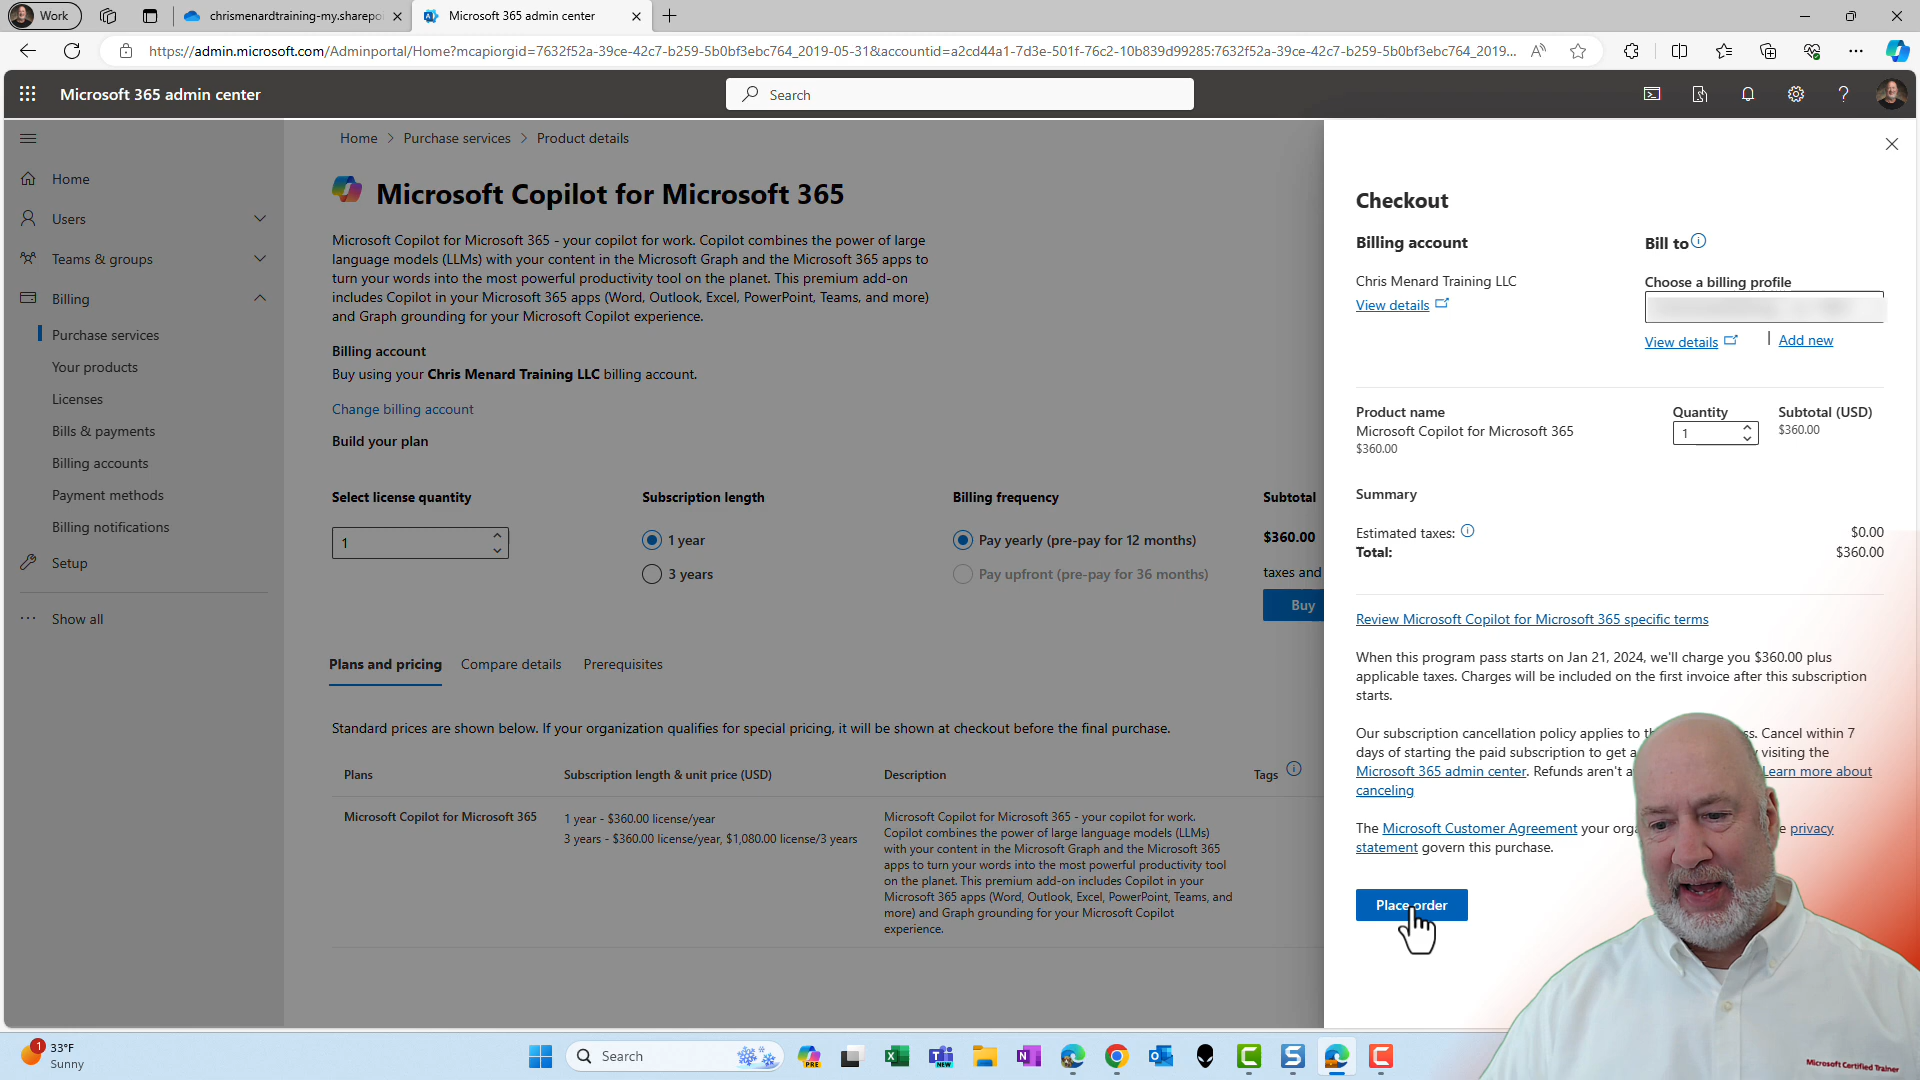 Work
chrismenardtraining-my.sharepo
Microsoft 365 admin center
https://admin.microsoft.com/Adminportal/Home?mcapiorgid=7632f52a-39ce-42c7-b259-5b0bf3ebc764_2019-05-31&accountid=a2cd44a1-7d3e-501f-76c2-10b839d99285:7632f52a-39ce-42c7-b259-5b0bf3ebc764_2019...
Microsoft 365 admin center
Search
Home
Users
Teams & groups
Billing
Purchase services
Your products
Licenses
Bills & payments
Billing accounts
Payment methods
Billing notifications
Setup
Show all
Home > Purchase services > Product details
Microsoft Copilot for Microsoft 365
Microsoft Copilot for Microsoft 365 - your copilot for work. Copilot combines the power of large
language models (LLMs) with your content in the Microsoft Graph and the Microsoft 365 apps to
turn your words into the most powerful productivity tool on the planet. This premium add-on
includes Copilot in your Microsoft 365 apps (Word, Outlook, Excel, PowerPoint, Teams, and more)
and Graph grounding for your Microsoft Copilot experience.
Billing account
Buy using your Chris Menard Training LLC billing account.
Change billing account
Build your plan
Select license quantity
1
Subscription length
1 year
3 years
Billing frequency
Pay yearly (pre-pay for 12 months)
Pay upfront (pre-pay for 36 months)
Subtotal
$360.00
taxes and
Buy
Plans and pricing
Compare details
Prerequisites
Standard prices are shown below. If your organization qualifies for special pricing, it will be shown at checkout before the final purchase.
Plans
Subscription length & unit price (USD)
Description
Tags
Microsoft Copilot for Microsoft 365
1 year - $360.00 license/year
3 years - $360.00 license/year, $1,080.00 license/3 years
Microsoft Copilot for Microsoft 365 - your copilot for work.
Copilot combines the power of large language models (LLMs)
with your content in the Microsoft Graph and the Microsoft 365
apps to turn your words into the most powerful productivity tool
on the planet. This premium add-on includes Copilot in your
Microsoft 365 apps (Word, Outlook, Excel, PowerPoint, Teams, and
more) and Graph grounding for your Microsoft Copilot
experience.
Checkout
Billing account
Chris Menard Training LLC
View details
Bill to
Choose a billing profile
View details
Add new
Product name
Microsoft Copilot for Microsoft 365
$360.00
Quantity
1
Subtotal (USD)
$360.00
Summary
Estimated taxes: $0.00
Total: $360.00
Review Microsoft Copilot for Microsoft 365 specific terms
When this program pass starts on Jan 21, 2024, we'll charge you $360.00 plus
applicable taxes. Charges will be included on the first invoice after this subscription
starts.
Our subscription cancellation policy applies to Cancel within 7
days of starting the paid subscription to get a visiting the
Microsoft 365 admin center. Refunds aren't Learn more about
canceling
The Microsoft Customer Agreement your privacy
statement govern this purchase.
Place order
1
33°F
Sunny
Search
PRE
NEW
Microsoft Certified Trainer